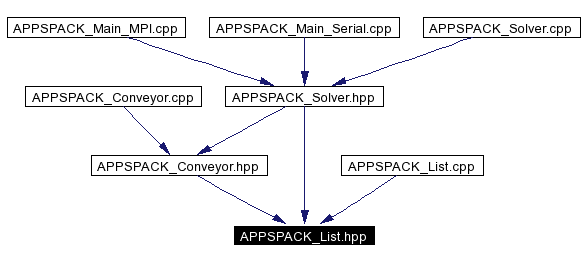 APPSPACK_Main_MPI.cpp
APPSPACK_Main_Serial.cpp
APPSPACK_Solver.cpp
APPSPACK_Conveyor.cpp
APPSPACK_Solver.hpp
APPSPACK_Conveyor.hpp
APPSPACK_List.cpp
APPSPACK_List.hpp